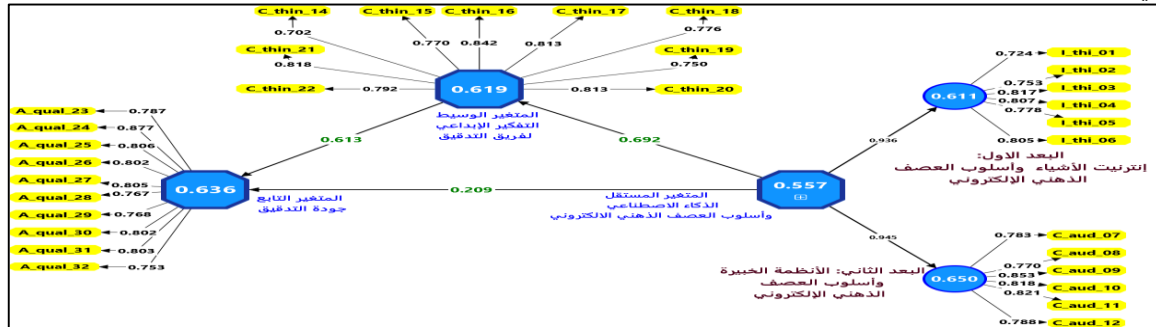 C_thin_14
C_thin_15
C_thin_16
C_thin_17
C_thin_18
0.702
0.770
0.842
0.813
0.776
C_thin_21
C_thin_19
0.818
0.750
C_thin_22
0.792
0.619
0.813
C_thin_20
المتغير الوسيط
التفكير الإبداعي
لفريق التدقيق
0.613
0.692
A_qual_23
A_qual_24
A_qual_25
A_qual_26
A_qual_27
A_qual_28
A_qual_29
A_qual_30
A_qual_31
A_qual_32
0.787
0.877
0.806
0.802
0.805
0.767
0.768
0.802
0.803
0.753
0.636
المتغير التابع
جودة التدقيق
0.209
0.557
المتغير المستقل
الذكاء الاصطناعي
وأسلوب العصف الذهني الالكتروني
0.936
0.945
0.611
0.724
0.753
0.817
0.807
0.778
0.805
I_thi_01
I_thi_02
I_thi_03
I_thi_04
I_thi_05
I_thi_06
البعد الاول:
إنترنيت الأشياء وأسلوب العصف
الذهني الإلكتروني
البعد الثاني: الأنظمة الخبيرة
وأسلوب العصف
الذهني الإلكتروني
0.650
0.783
0.770
0.853
0.818
0.821
0.788
C_aud_07
C_aud_08
C_aud_09
C_aud_10
C_aud_11
C_aud_12